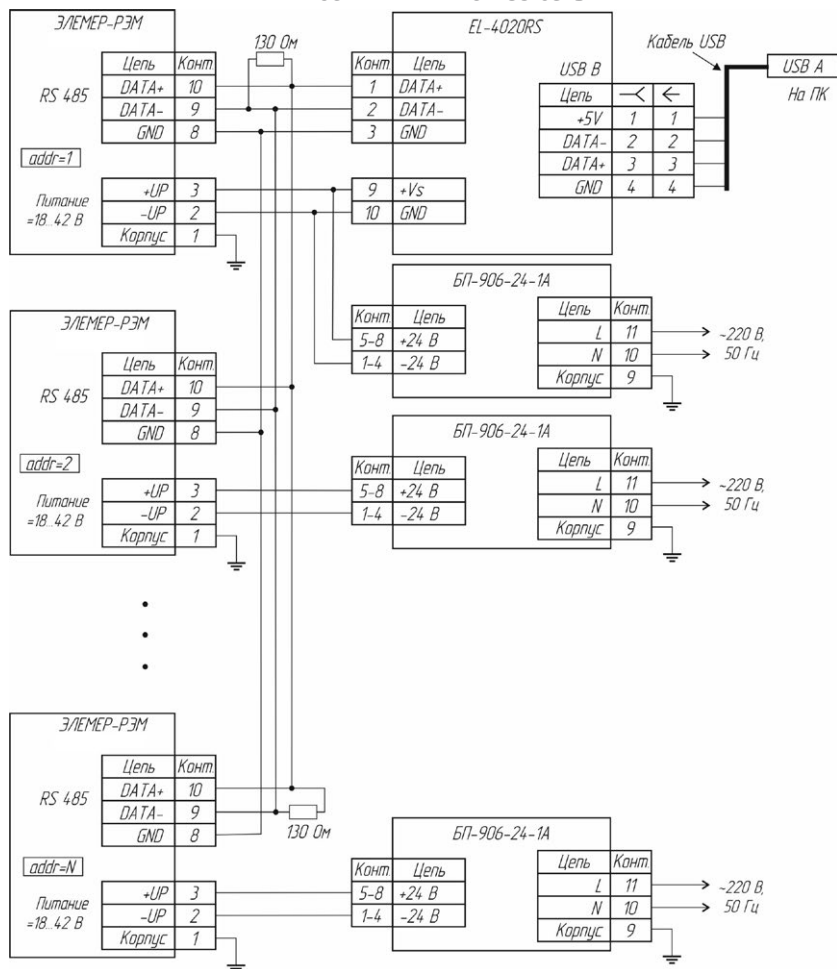 ЭЛЕМЕР-РЭМ
RS 485
Цепь Конт.
DATA+ 10
DATA- 9
GND 8
addr=1
Питание
=18...42 В
+UP 3
-UP 2
Корпус 1
130 Ом
EL-4020RS
Конт. Цепь
1 DATA+
2 DATA-
3 GND
9 +Vs
10 GND
USB B
Цепь
+5V 1 1
DATA- 2 2
DATA+ 3 3
GND 4 4
Кабель USB
USB A
На ПК
БП-906-24-1А
Конт. Цепь
5-8 +24 В
1-4 -24 В
Цепь Конт.
L 11
N 10
Корпус 9
~220 В,
50 Гц
ЭЛЕМЕР-РЭМ
RS 485
Цепь Конт.
DATA+ 10
DATA- 9
GND 8
addr=2
Питание
=18...42 В
+UP 3
-UP 2
Корпус 1
БП-906-24-1А
Конт. Цепь
5-8 +24 В
1-4 -24 В
Цепь Конт.
L 11
N 10
Корпус 9
~220 В,
50 Гц
ЭЛЕМЕР-РЭМ
RS 485
Цепь Конт.
DATA+ 10
DATA- 9
GND 8
addr=N
Питание
=18...42 В
+UP 3
-UP 2
Корпус 1
130 Ом
БП-906-24-1А
Конт. Цепь
5-8 +24 В
1-4 -24 В
Цепь Конт.
L 11
N 10
Корпус 9
~220 В,
50 Гц